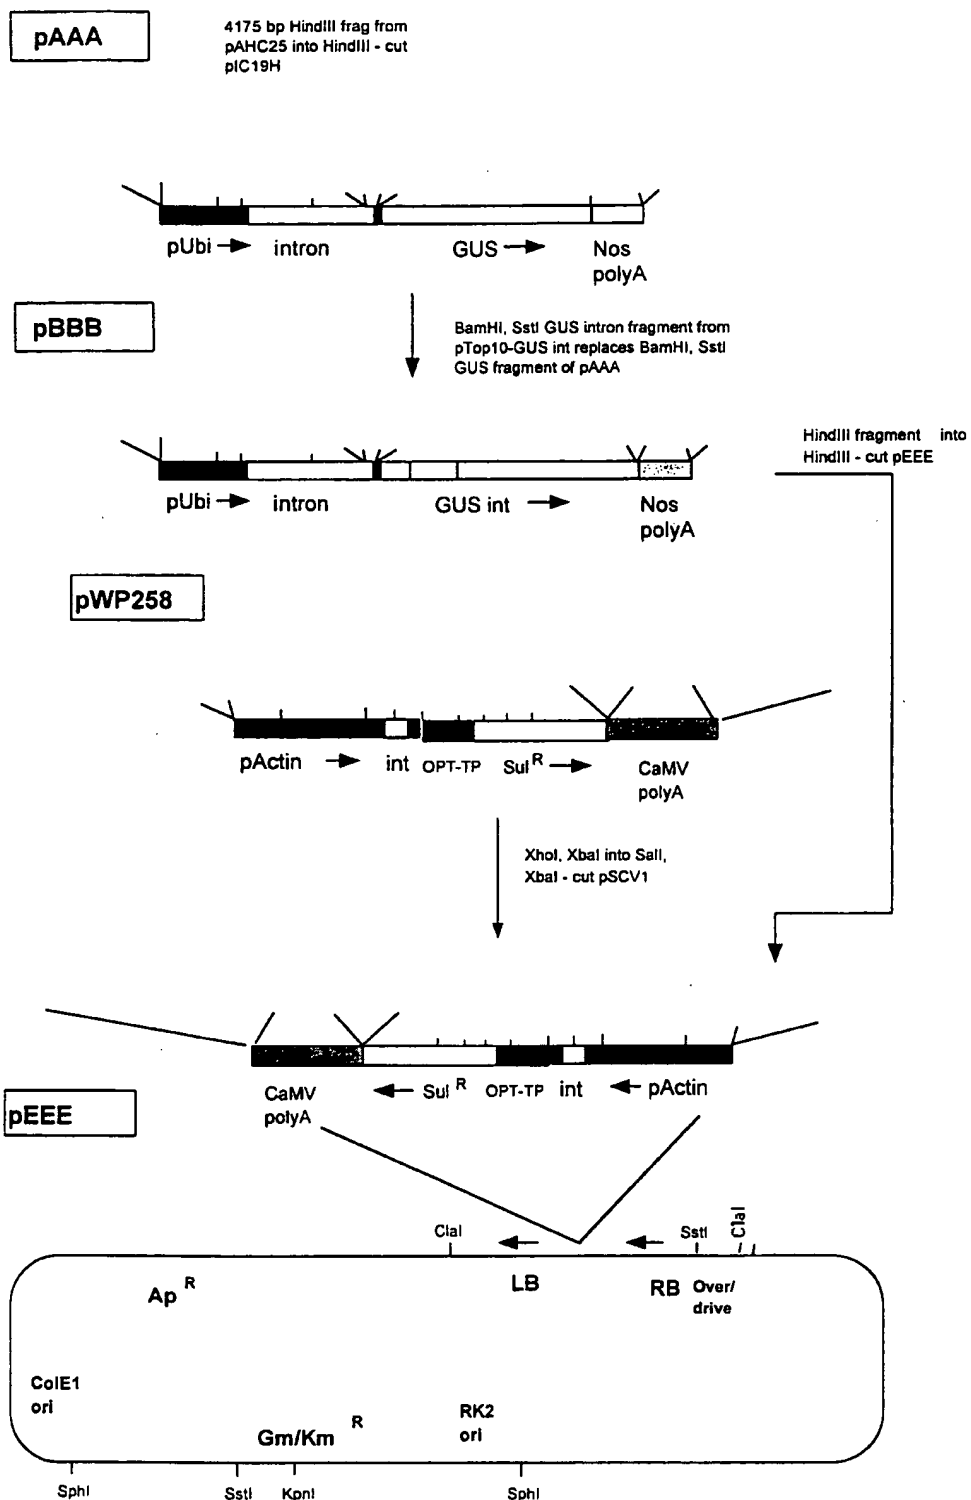 pAAA
4175 bp HindIII frag from
pAHC25 into HindIII - cut
pIC19H
pUbi intron GUS Nos
polyA
pBBB
BamHI, SstI GUS intron fragment from
pTop10-GUS int replaces BamHI, SstI
GUS fragment of pAAA
HindIII fragment into
HindIII - cut pEEE
pUbi intron GUS int Nos
polyA
pWP258
pActin int OPT-TP Sul R CaMV
polyA
XhoI, XbaI into SalI,
XbaI - cut pSCV1
CaMV Sul R OPT-TP int pActin
polyA
pEEE
ClaI SstI ClaI
Ap R LB RB Over/
drive
ColE1
ori
Gm/Km R RK2
ori
SphI SstI KpnI SphI